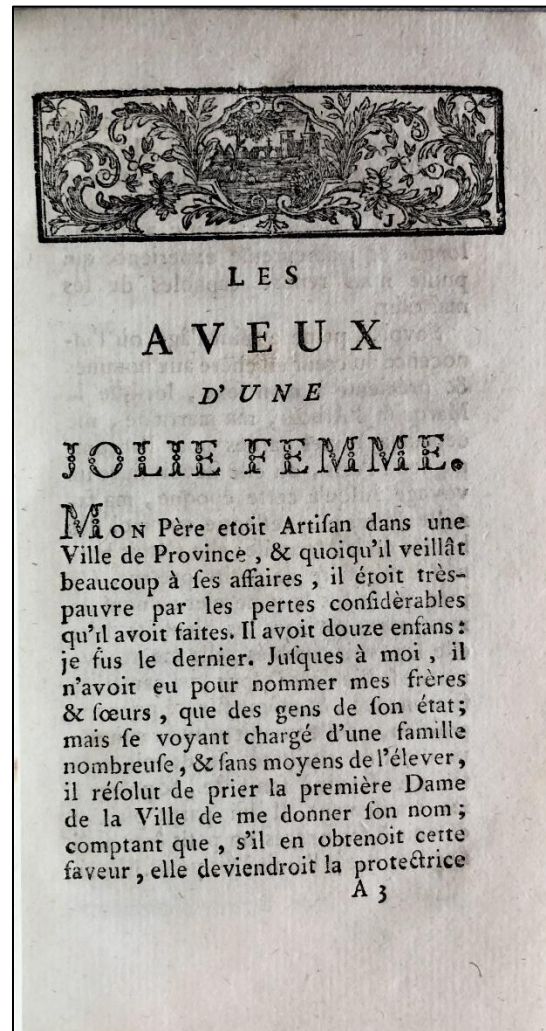 J
LES
AVEUX
D'UNE
JOLIE FEMME.
MON Père etoit Artiſan dans une
Ville de Province, & quoiqu'il veillât
beaucoup à ſes affaires, il étoit très-
pauvre par les pertes conſidèrables
qu'il avoit faites. Il avoit douze enfans:
je fus le dernier. Juſques à moi, il
n'avoit eu pour nommer mes frères
& ſœurs, que des gens de ſon état;
mais ſe voyant chargé d'une famille
nombreuſe, & ſans moyens de l'élever,
il réſolut de prier la première Dame
de la Ville de me donner ſon nom;
comptant que, s'il en obtenoit cette
faveur, elle deviendroit la protectrice
A 3